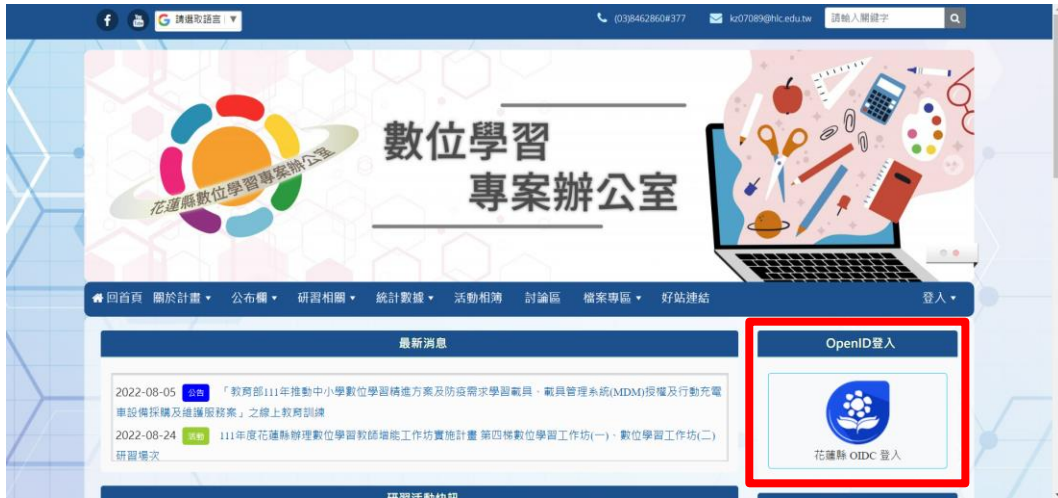 請選取語言 ▼
(03)8462860#377
kz07089@hlc.edu.tw
請輸入關鍵字
花蓮縣數位學習專案辦公室
數位學習
專案辦公室
回首頁 關於計畫▼ 公布欄▼ 研習相關▼ 統計數據▼ 活動相簿 討論區 檔案專區▼ 好站連結 登入▼
最新消息
2022-08-05 公告 「教育部111年推動中小學數位學習精進方案及防疫需求學習載具、載具管理系統(MDM)授權及行動充電
車設備採購及維護服務案」之線上教育訓練
2022-08-24 活動 111年度花蓮縣辦理數位學習教師增能工作坊實施計畫 第四梯數位學習工作坊(一)、數位學習工作坊(二)
研習場次
OpenID登入
花蓮縣 OIDC 登入
研習活動快訊